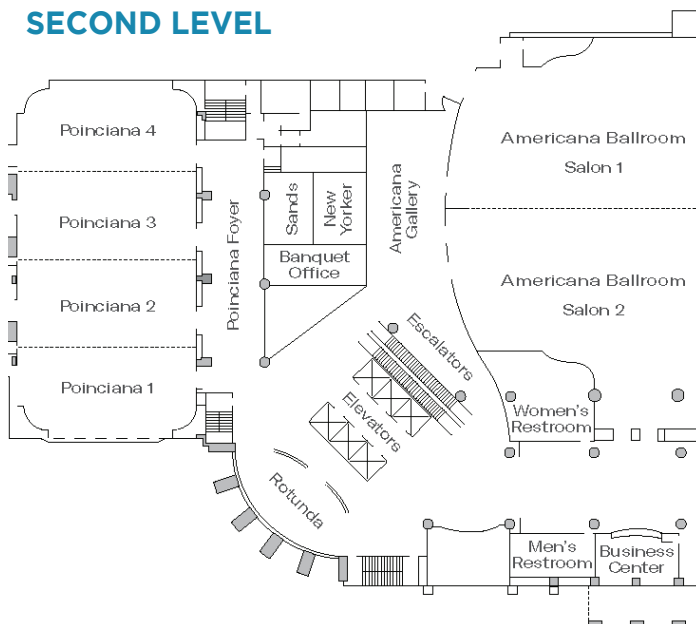 SECOND LEVEL
Poinciana 4
Poinciana 3
Poinciana 2
Poinciana 1
Poinciana Foyer
Sands
New
Yorker
Banquet
Office
Americana
Gallery
Americana Ballroom
Salon 1
Americana Ballroom
Salon 2
Escalators
Elevators
Rotunda
Women's
Restroom
Men's
Restroom
Business
Center